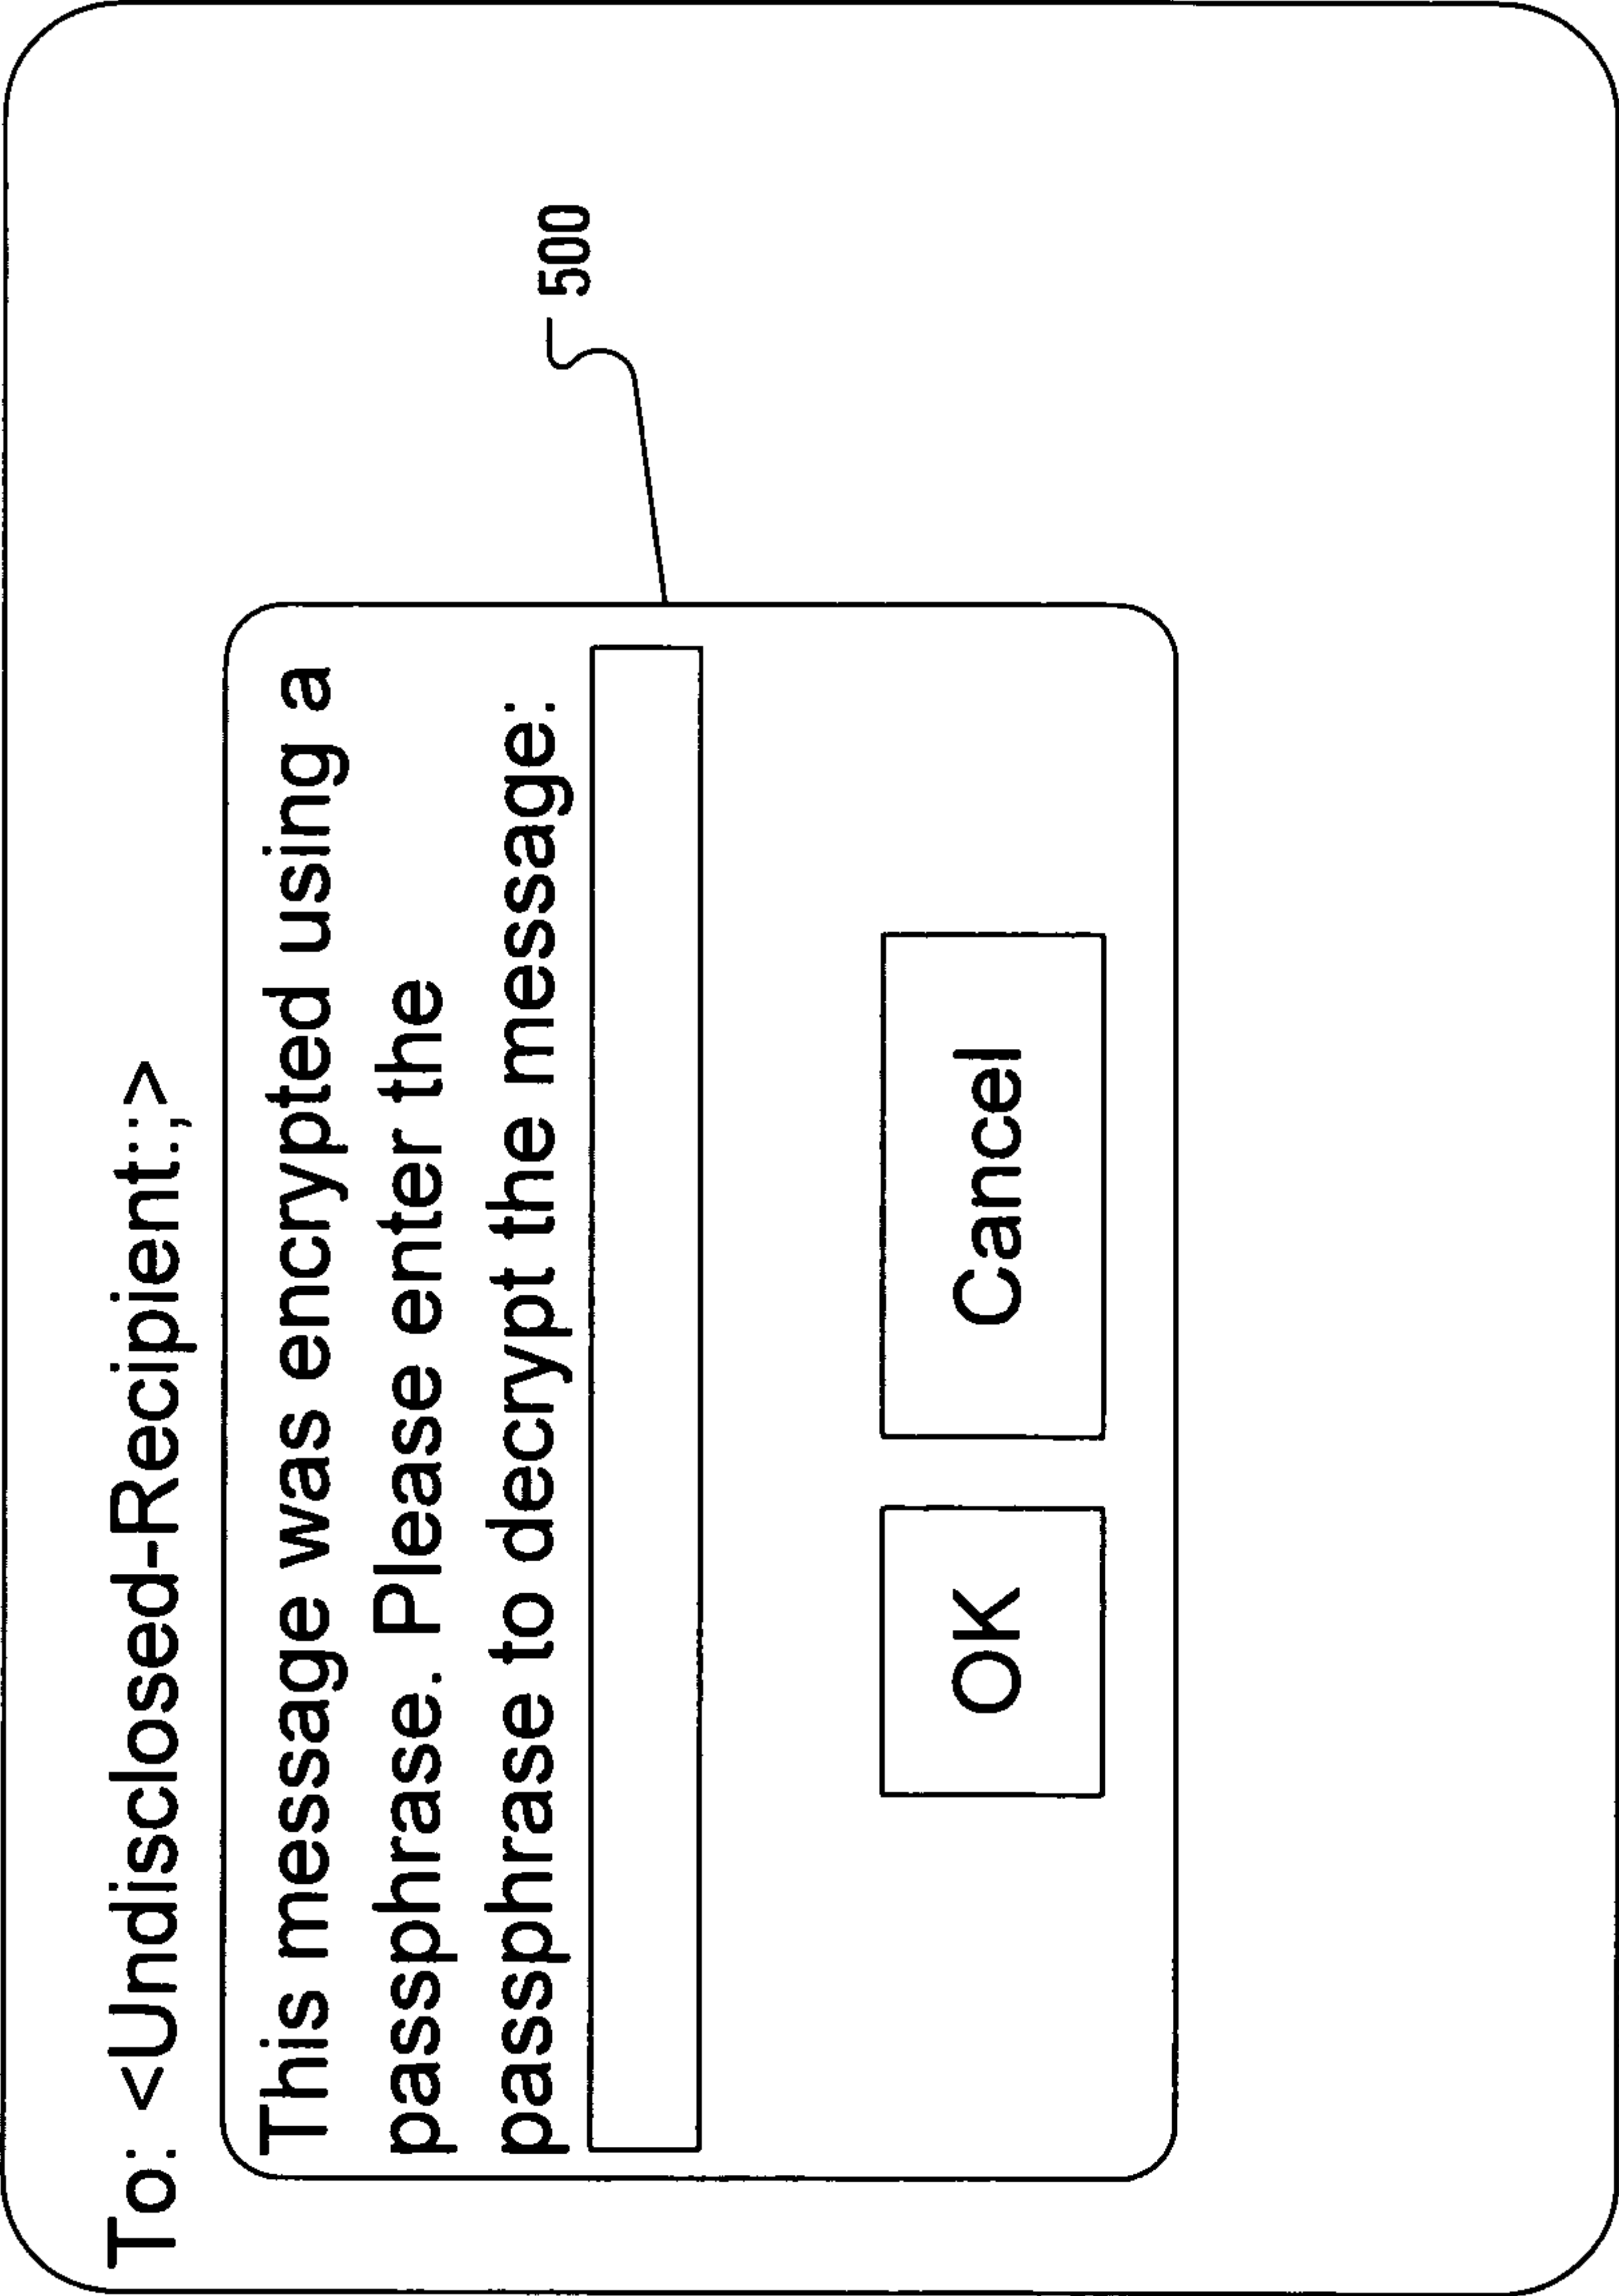 To: <Undisclosed-Recipient:;>
This message was encrypted using a
passphrase. Please enter the
passphrase to decrypt the message:
OK
Cancel
500